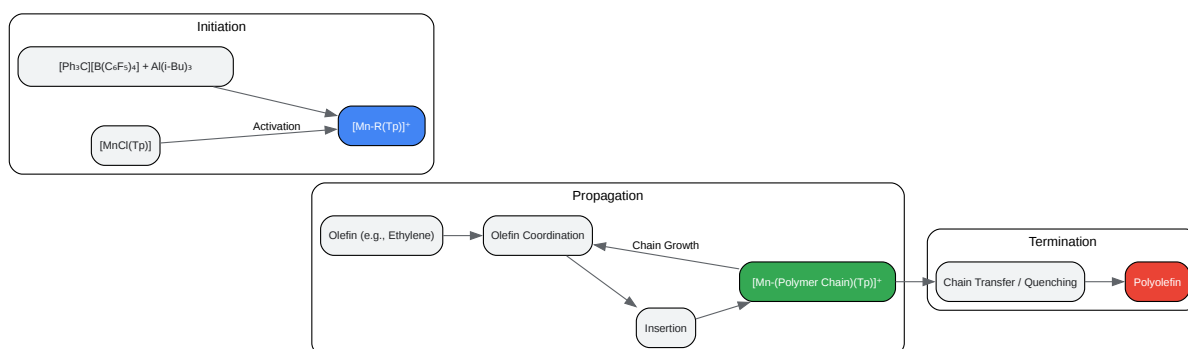 Initiation
[Ph₃C][B(C₆F₅)₄] + Al(i-Bu)₃
Activation
[Mn-R(Tp)]⁺
[MnCl(Tp)]
Propagation
Olefin (e.g., Ethylene)
Olefin Coordination
Chain Growth
[Mn-(Polymer Chain)(Tp)]⁺
Insertion
Termination
Chain Transfer / Quenching
Polyolefin